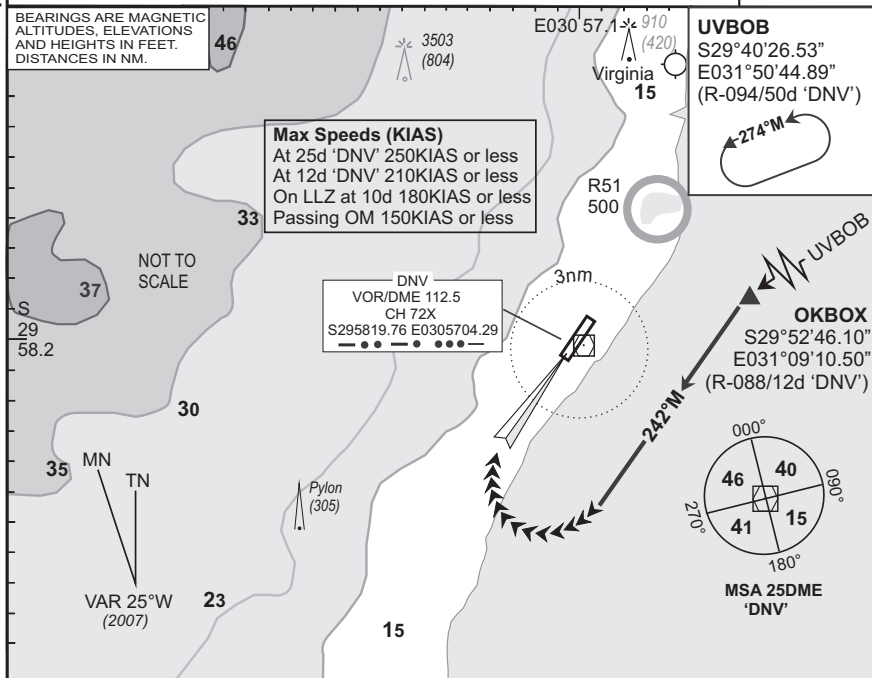 BEARINGS ARE MAGNETIC
ALTITUDES, ELEVATIONS
AND HEIGHTS IN FEET.
DISTANCES IN NM.
46
3503
(804)
E030 57.1
910
(420)
Virginia
15
UVBOB
S29°40'26.53”
E031°50'44.89”
(R-094/50d ‘DNV’)
274°M
Max Speeds (KIAS)
At 25d ‘DNV’ 250KIAS or less
At 12d ‘DNV’ 210KIAS or less
On LLZ at 10d 180KIAS or less
Passing OM 150KIAS or less
R51
500
33
NOT TO
SCALE
37
S
29
58.2
DNV
VOR/DME 112.5
CH 72X
S295819.76 E0305704.29
3nm
UVBOB
OKBOX
S29°52'46.10”
E031°09'10.50”
(R-088/12d ‘DNV’)
242°M
30
35
MN
TN
VAR 25°W
(2007)
Pylon
(305)
23
15
000°
46
40
090°
270°
41
15
180°
MSA 25DME
‘DNV’